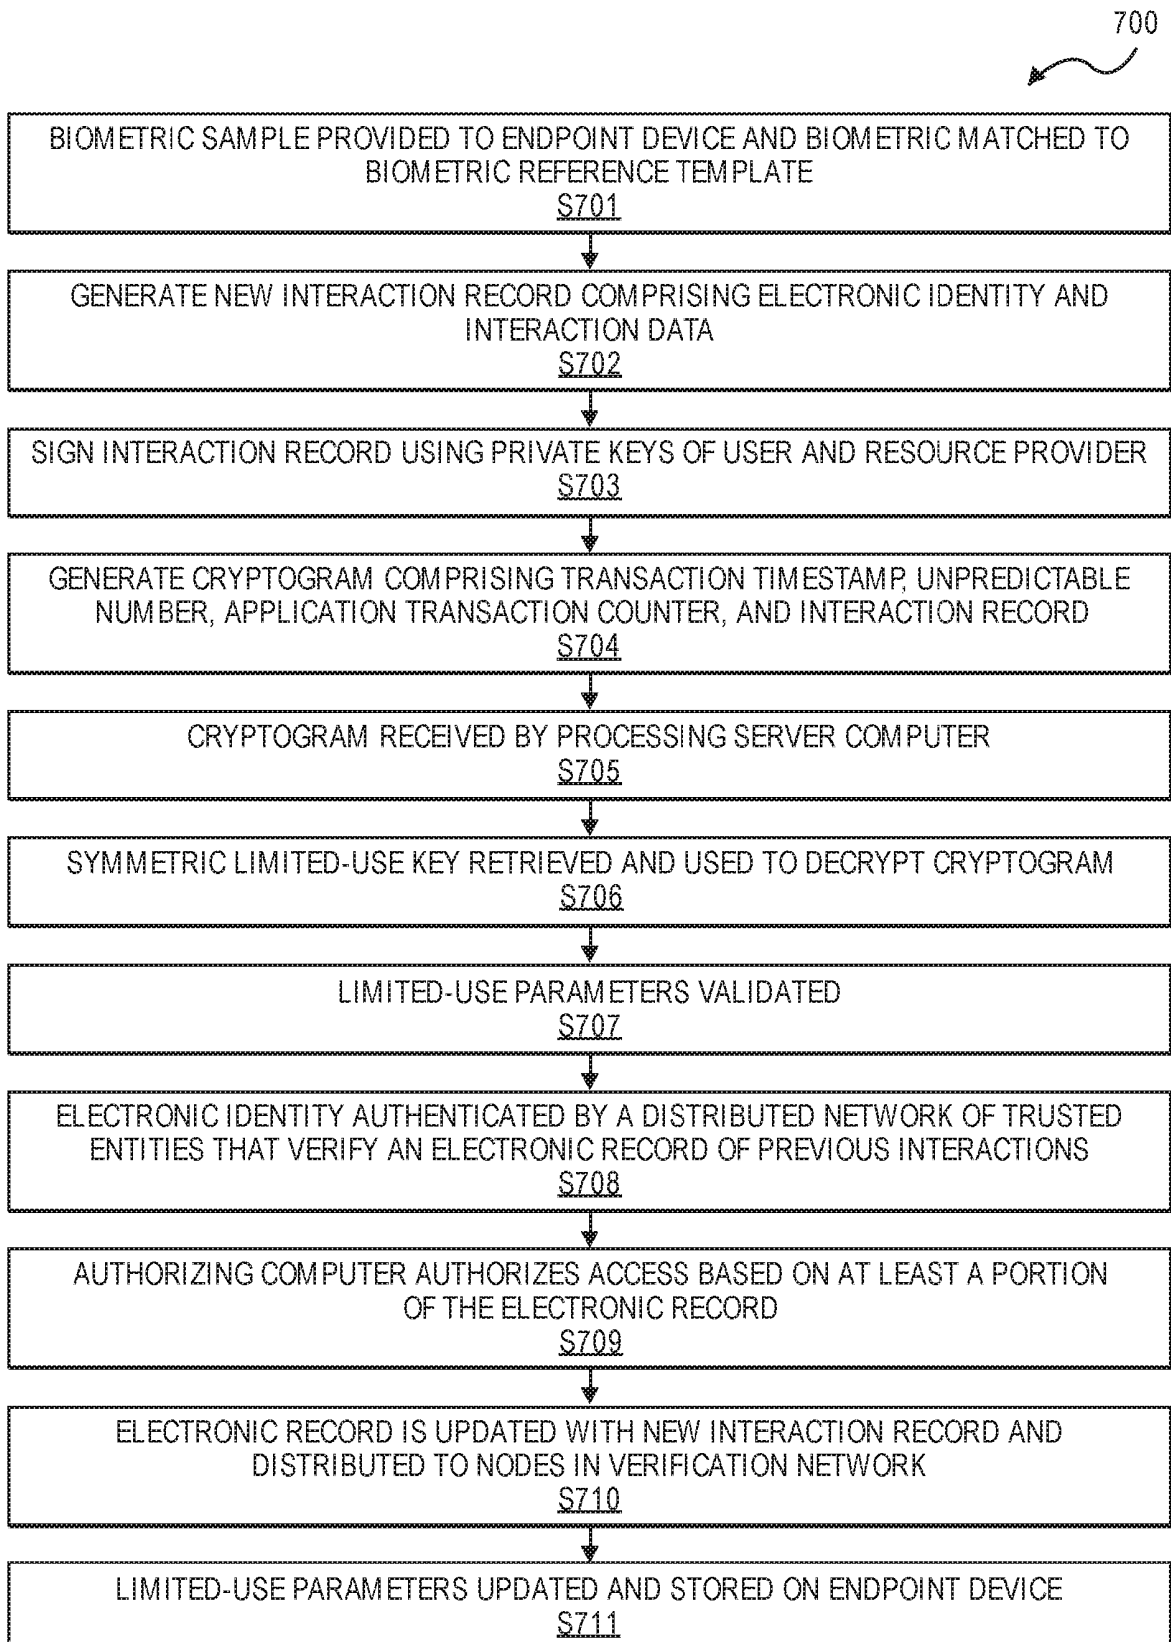 700
BIOMETRIC SAMPLE PROVIDED TO ENDPOINT DEVICE AND BIOMETRIC MATCHED TO
BIOMETRIC REFERENCE TEMPLATE
S701
GENERATE NEW INTERACTION RECORD COMPRISING ELECTRONIC IDENTITY AND
INTERACTION DATA
S702
SIGN INTERACTION RECORD USING PRIVATE KEYS OF USER AND RESOURCE PROVIDER
S703
GENERATE CRYPTOGRAM COMPRISING TRANSACTION TIMESTAMP, UNPREDICTABLE
NUMBER, APPLICATION TRANSACTION COUNTER, AND INTERACTION RECORD
S704
CRYPTOGRAM RECEIVED BY PROCESSING SERVER COMPUTER
S705
SYMMETRIC LIMITED-USE KEY RETRIEVED AND USED TO DECRYPT CRYPTOGRAM
S706
LIMITED-USE PARAMETERS VALIDATED
S707
ELECTRONIC IDENTITY AUTHENTICATED BY A DISTRIBUTED NETWORK OF TRUSTED
ENTITIES THAT VERIFY AN ELECTRONIC RECORD OF PREVIOUS INTERACTIONS
S708
AUTHORIZING COMPUTER AUTHORIZES ACCESS BASED ON AT LEAST A PORTION
OF THE ELECTRONIC RECORD
S709
ELECTRONIC RECORD IS UPDATED WITH NEW INTERACTION RECORD AND
DISTRIBUTED TO NODES IN VERIFICATION NETWORK
S710
LIMITED-USE PARAMETERS UPDATED AND STORED ON ENDPOINT DEVICE
S711